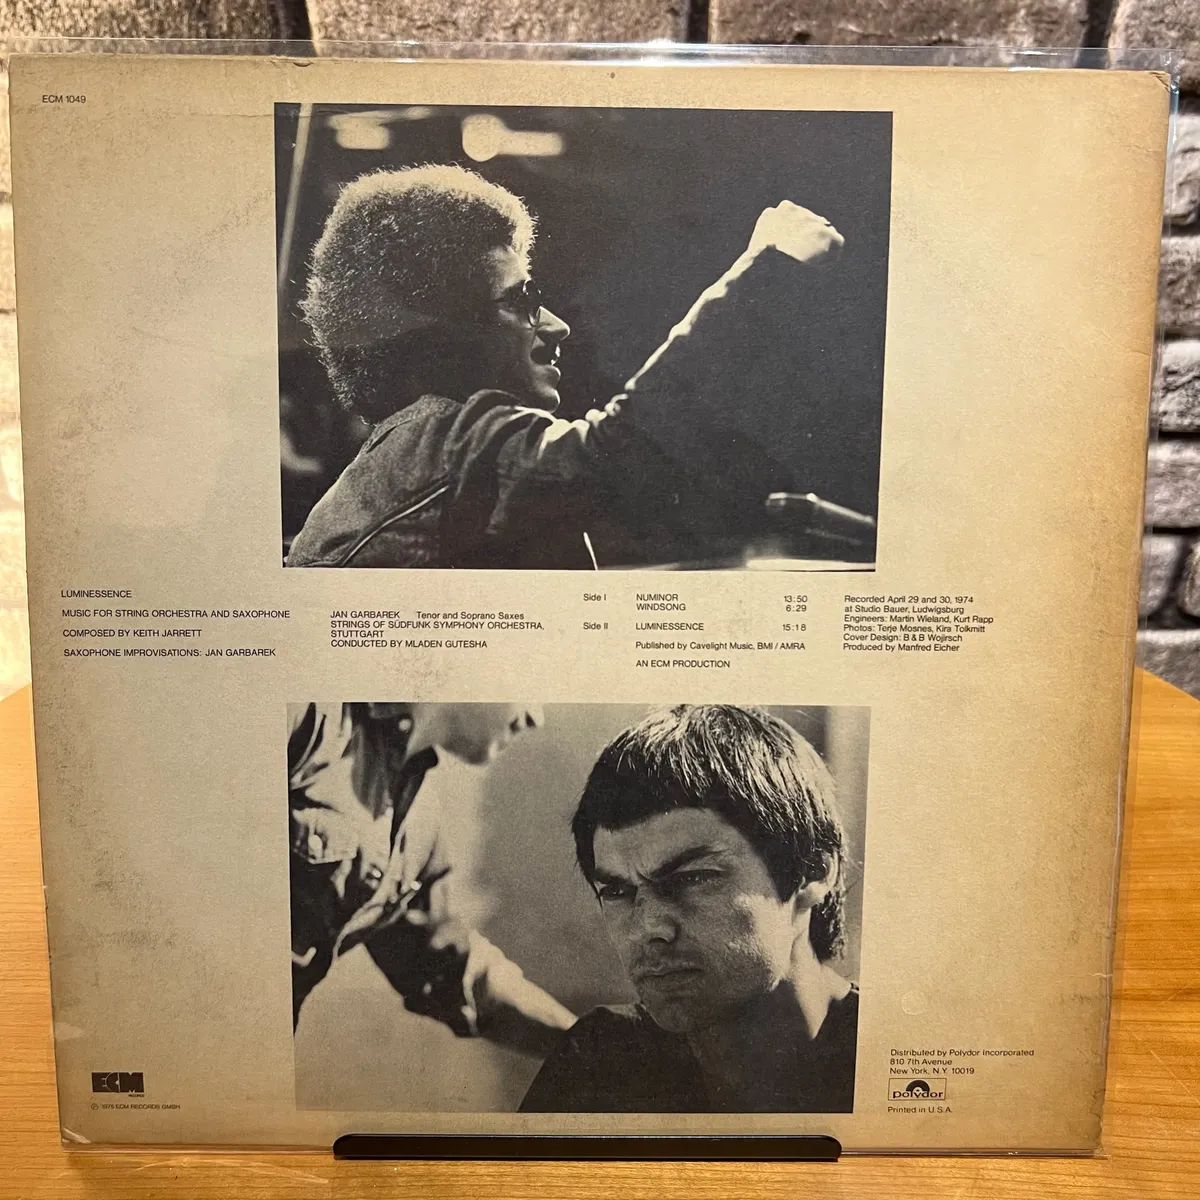 ECM 1049
LUMINESSENCE
MUSIC FOR STRING ORCHESTRA AND SAXOPHONE
COMPOSED BY KEITH JARRETT
SAXOPHONE IMPROVISATIONS: JAN GARBAREK
JAN GARBAREK Tenor and Soprano Saxes
STRINGS OF SÜDFUNK SYMPHONY ORCHESTRA,
STUTTGART
CONDUCTED BY MLADEN GUTESHA
Side I NUMINOR 13:50
WINDSONG 6:29
Side II LUMINESSENCE 15:18
Published by Cavelight Music, BMI / AMRA
AN ECM PRODUCTION
Recorded April 29 and 30, 1974
at Studio Bauer, Ludwigsburg
Engineers: Martin Wieland, Kurt Rapp
Photos: Terje Mosnes, Kira Tolkmitt
Cover Design: B & B Wojirsch
Produced by Manfred Eicher
ECM
RECORDS
℗ 1975 ECM RECORDS GMBH
Distributed by Polydor Incorporated
810 7th Avenue
New York, N.Y. 10019
polydor
Printed in U.S.A.